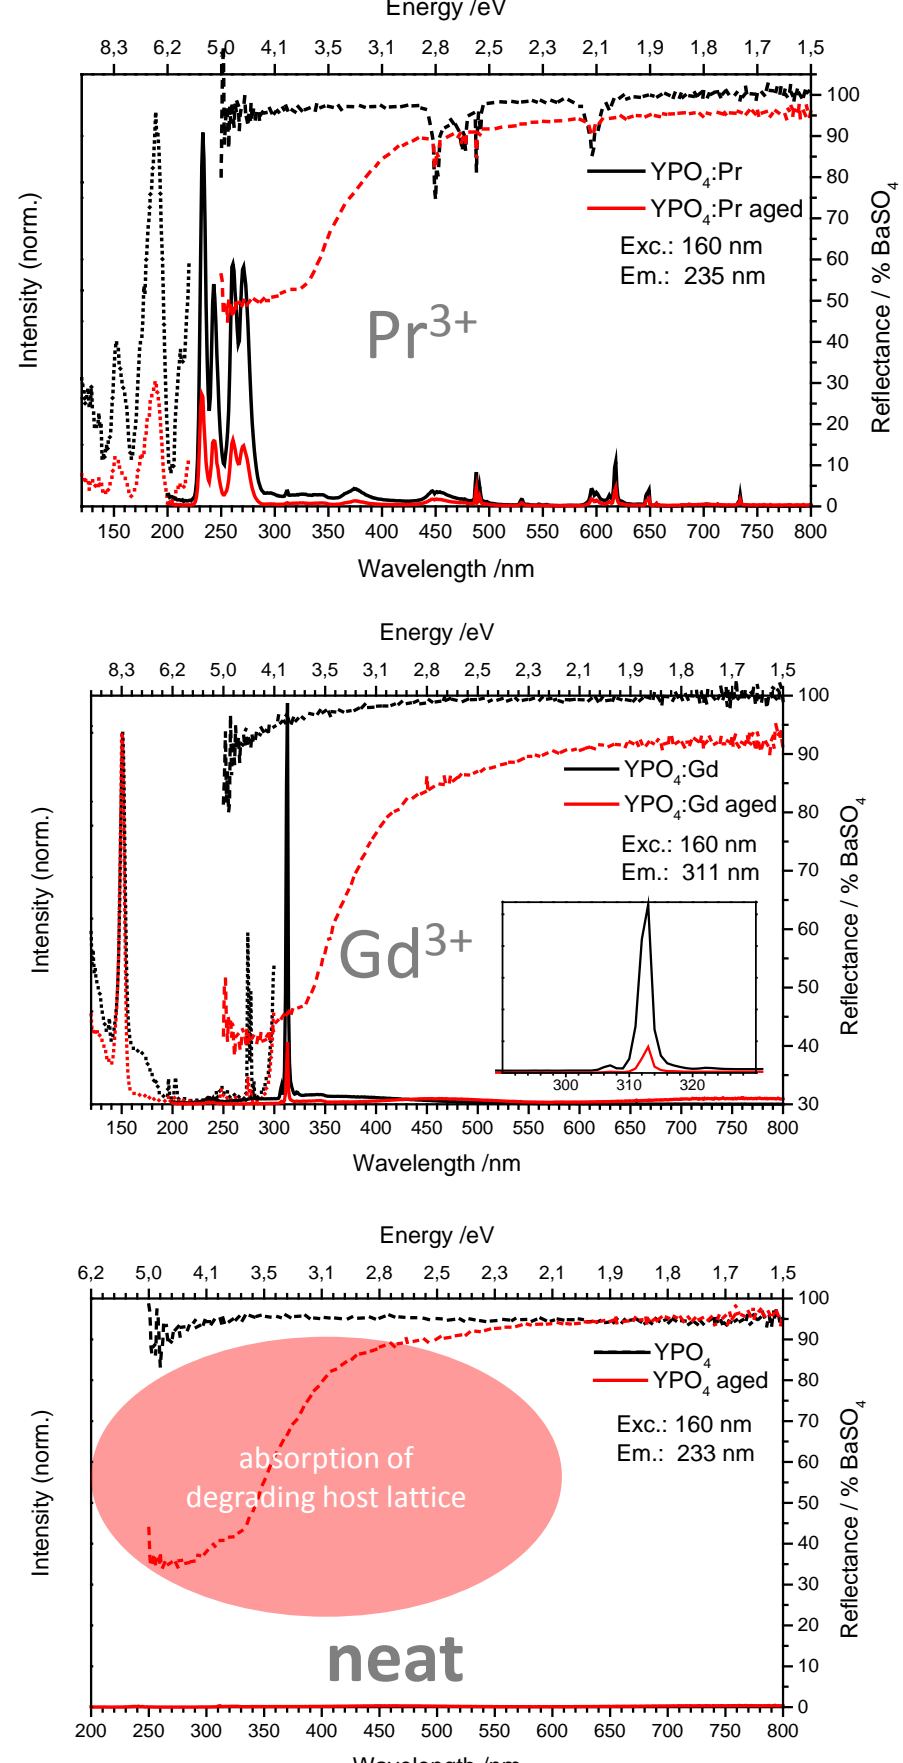 Energy /eV
8,3 6,2 5,0 4,1 3,5 3,1 2,8 2,5 2,3 2,1 1,9 1,8 1,7 1,5
100
90
80
70
60
50
40
30
20
10
0
Intensity (norm.)
Reflectance / % BaSO4
YPO4:Pr
YPO4:Pr aged
Exc.: 160 nm
Em.: 235 nm
Pr3+
150 200 250 300 350 400 450 500 550 600 650 700 750 800
Wavelength /nm
Energy /eV
8,3 6,2 5,0 4,1 3,5 3,1 2,8 2,5 2,3 2,1 1,9 1,8 1,7 1,5
100
90
80
70
60
50
40
30
Intensity (norm.)
Reflectance / % BaSO4
YPO4:Gd
YPO4:Gd aged
Exc.: 160 nm
Em.: 311 nm
Gd3+
300 310 320
150 200 250 300 350 400 450 500 550 600 650 700 750 800
Wavelength /nm
Energy /eV
6,2 5,0 4,1 3,5 3,1 2,8 2,5 2,3 2,1 1,9 1,8 1,7 1,5
100
90
80
70
60
50
40
30
20
10
0
Intensity (norm.)
Reflectance / % BaSO4
YPO4
YPO4 aged
Exc.: 160 nm
Em.: 233 nm
absorption of
degrading host lattice
neat
200 250 300 350 400 450 500 550 600 650 700 750 800
Wavelength /nm